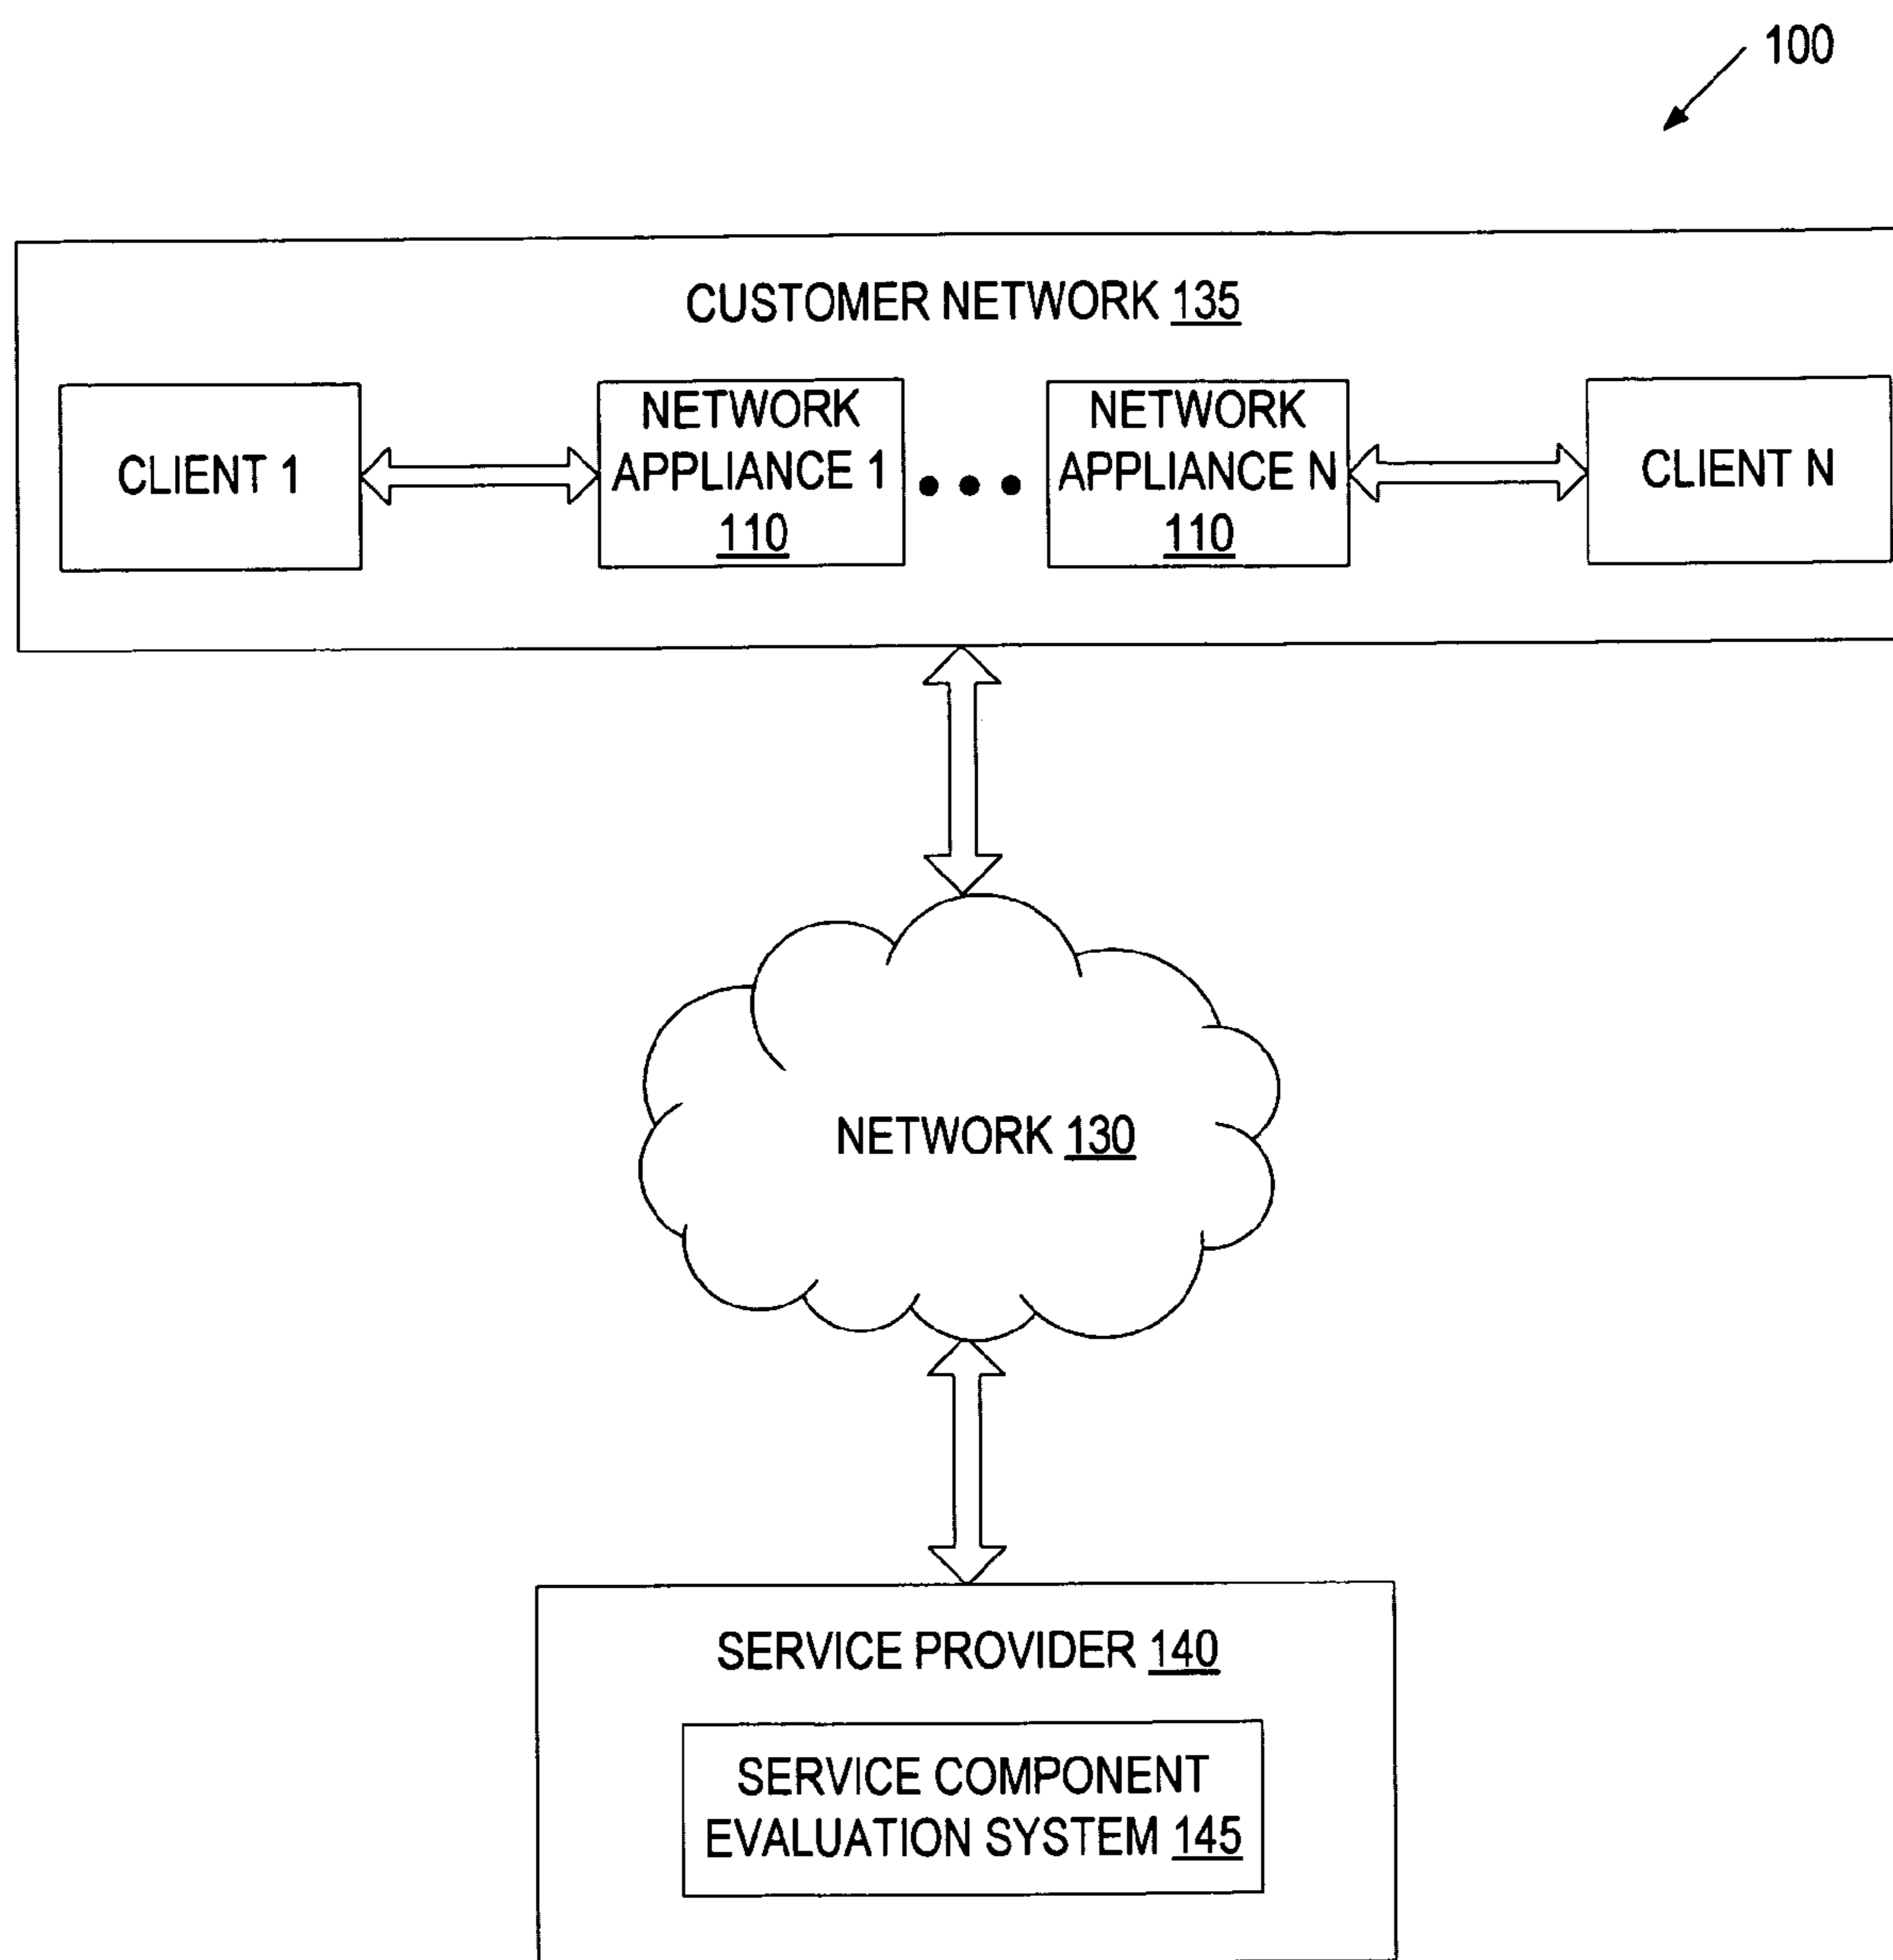 100
CUSTOMER NETWORK 135
CLIENT 1
NETWORK
APPLIANCE 1
110
NETWORK
APPLIANCE N
110
CLIENT N
NETWORK 130
SERVICE PROVIDER 140
SERVICE COMPONENT
EVALUATION SYSTEM 145